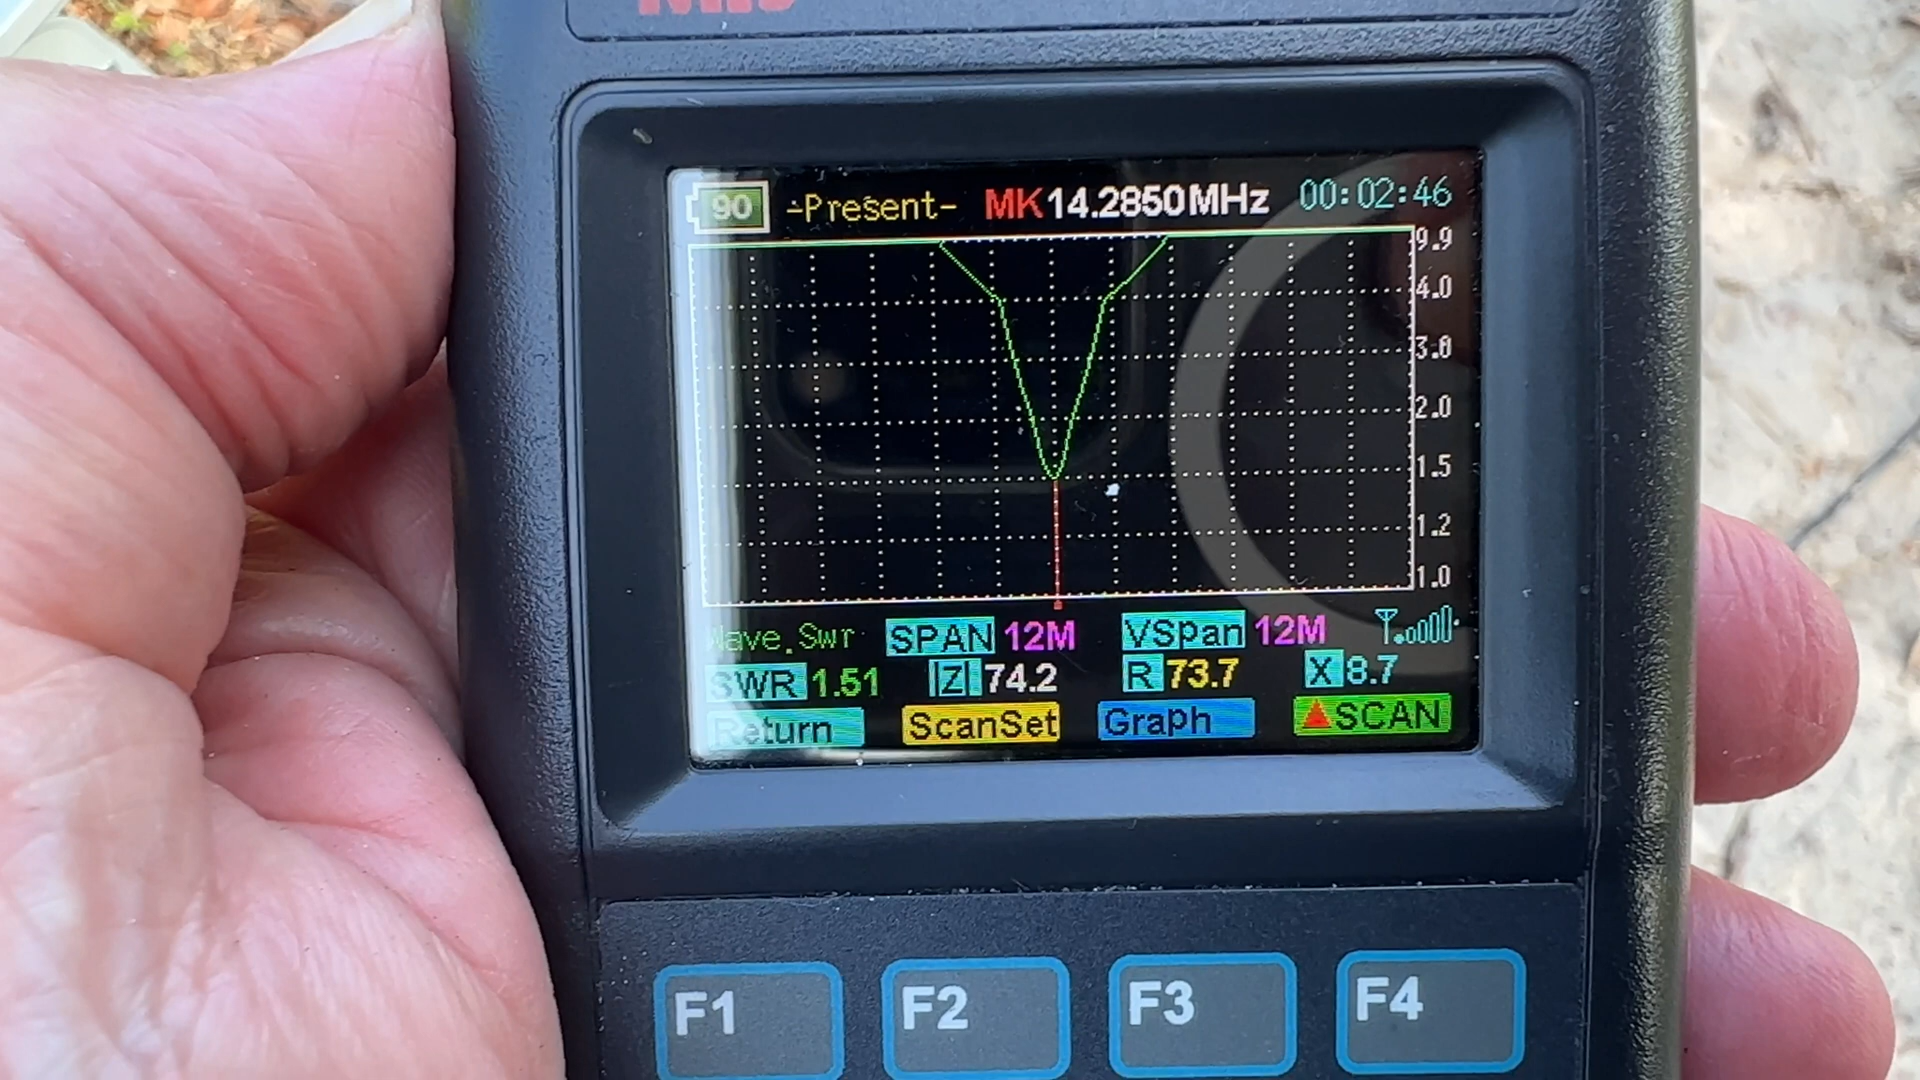 90 -Present- MK 14.2850MHz 00:02:46
9.9
4.0
3.0
2.0
1.5
1.2
1.0
Wave.Swr SPAN 12M VSpan 12M
SWR 1.51 |Z| 74.2 R 73.7 X 8.7
Return ScanSet Graph ▲SCAN
F1 F2 F3 F4